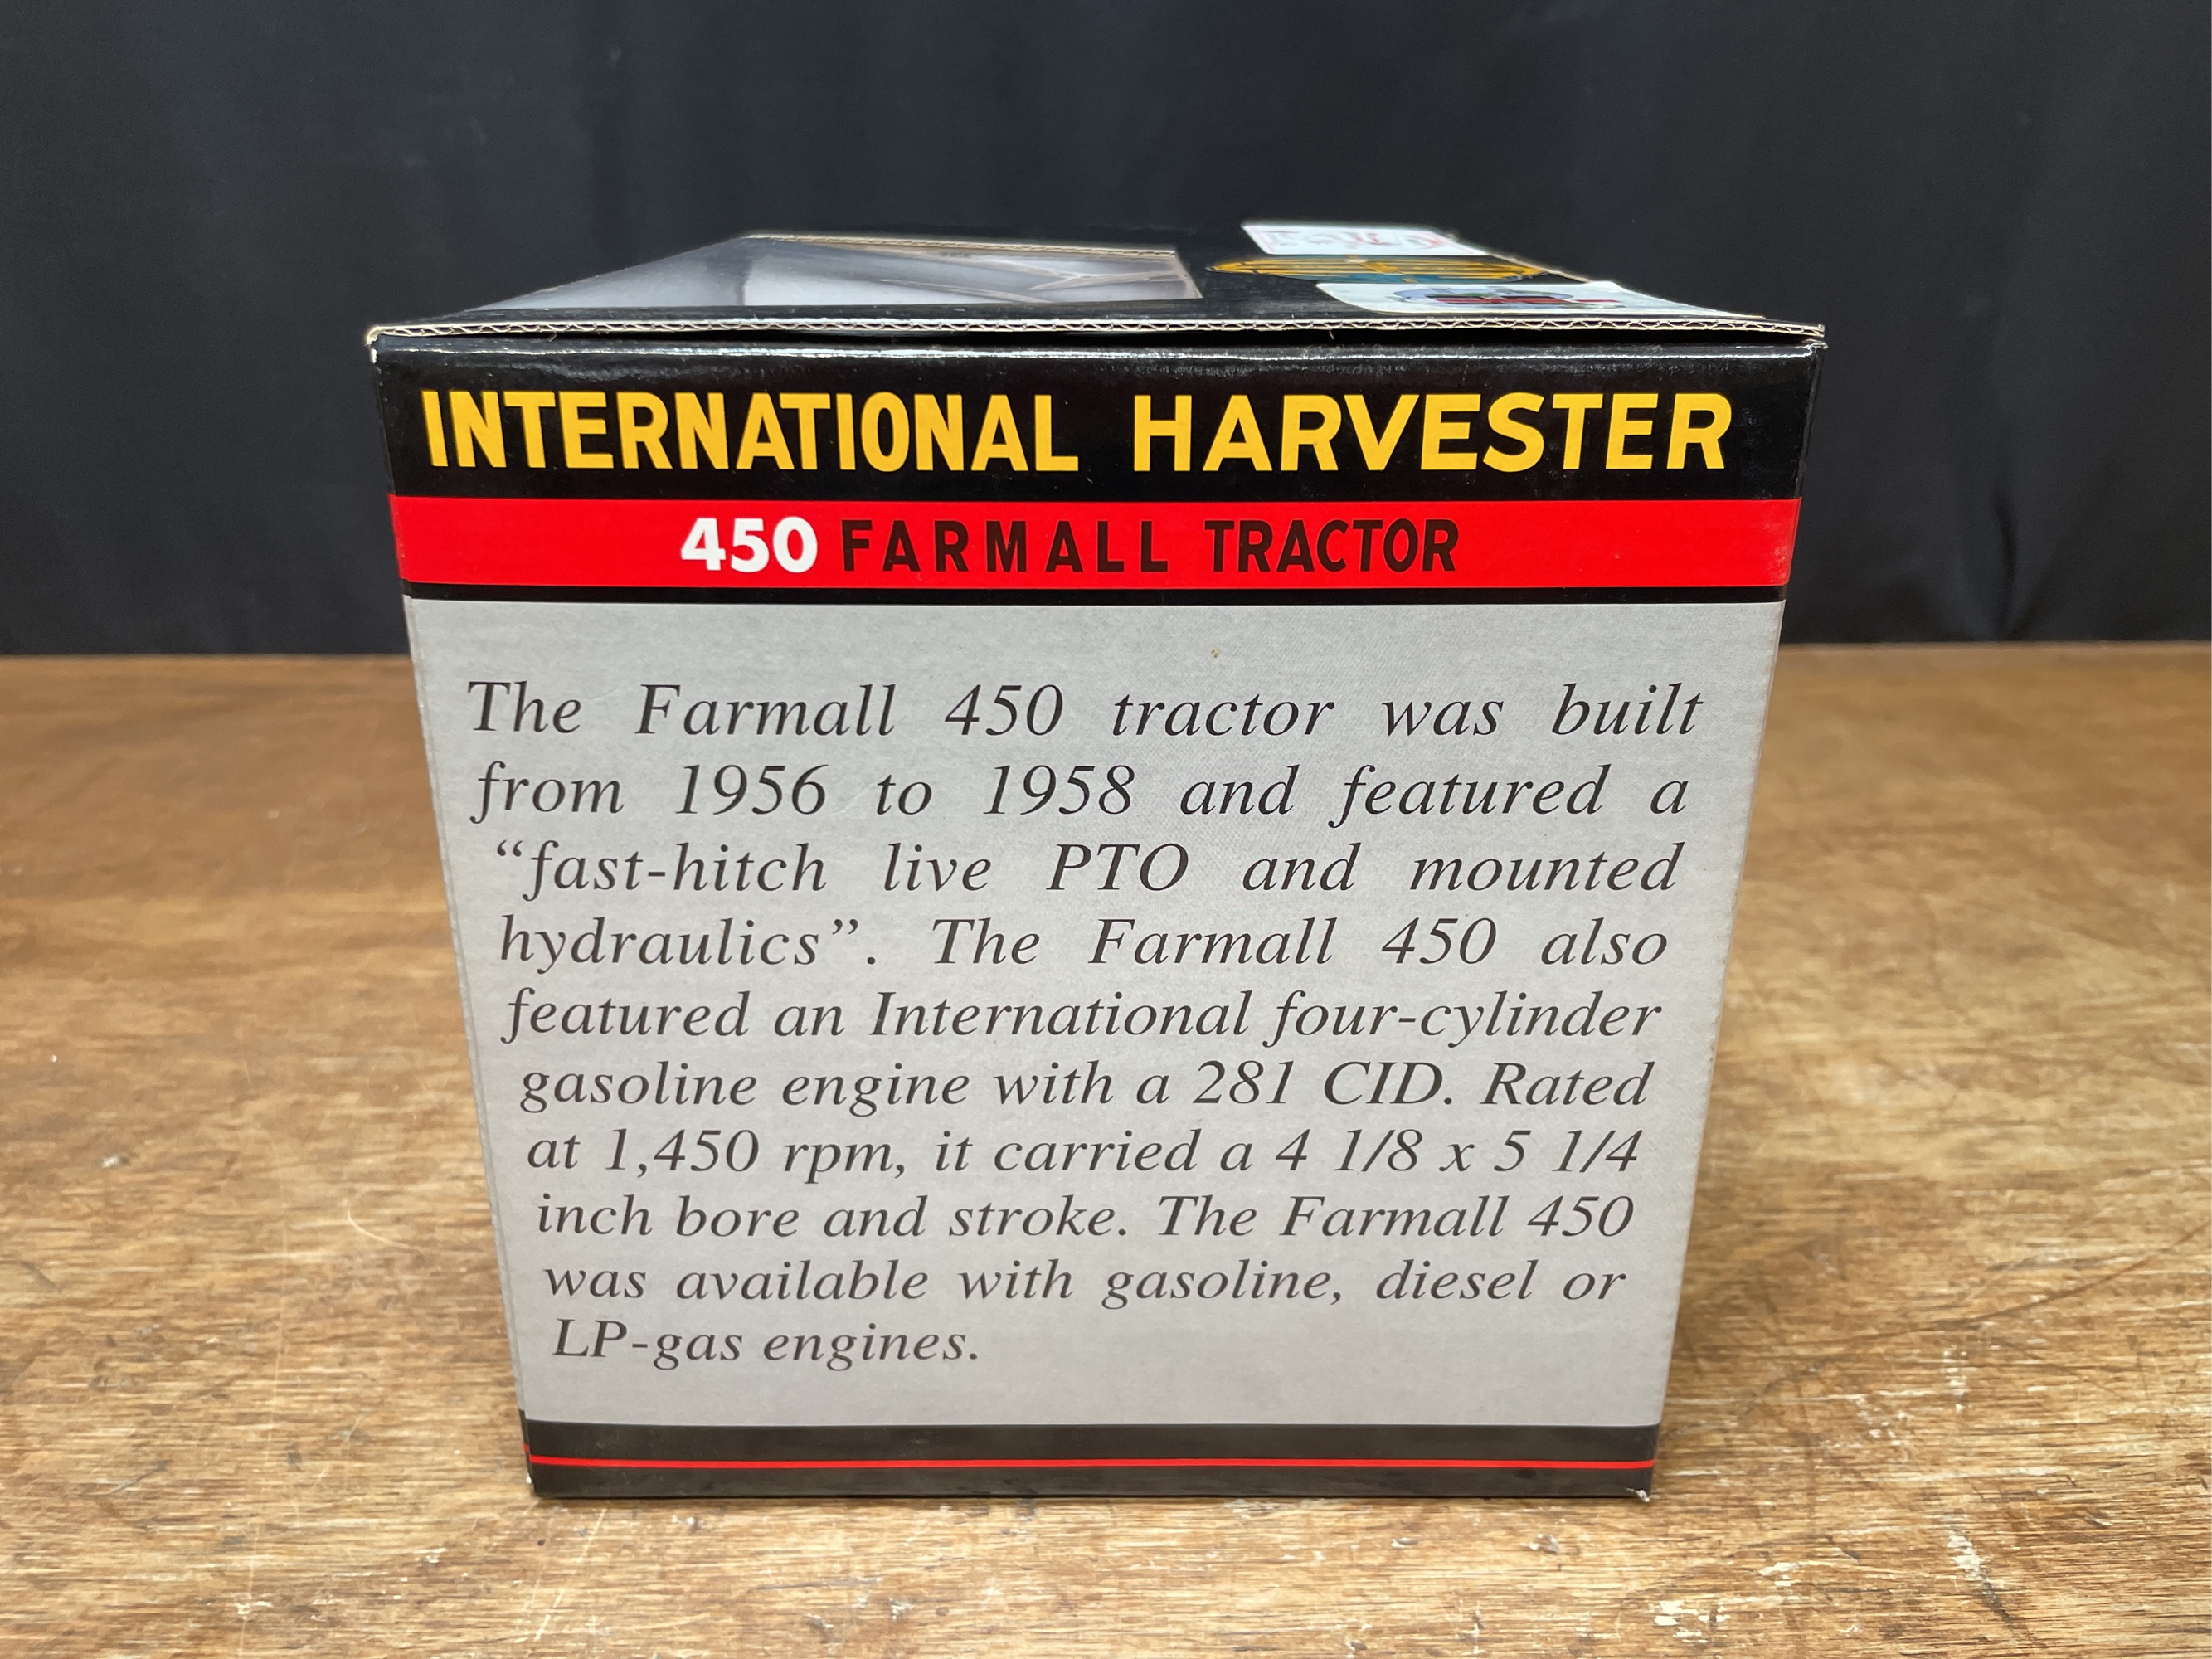 INTERNATIONAL HARVESTER
450 FARMALL TRACTOR
The Farmall 450 tractor was built
from 1956 to 1958 and featured a
“fast-hitch live PTO and mounted
hydraulics”. The Farmall 450 also
featured an International four-cylinder
gasoline engine with a 281 CID. Rated
at 1,450 rpm, it carried a 4 1/8 x 5 1/4
inch bore and stroke. The Farmall 450
was available with gasoline, diesel or
LP-gas engines.